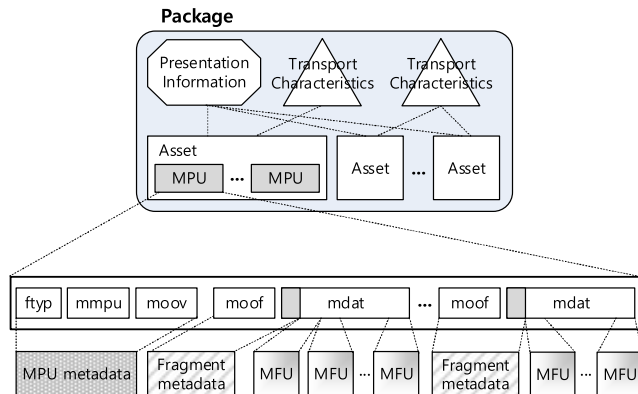 Package
Presentation
Information
Transport
Characteristics
Transport
Characteristics
Asset
MPU
...
MPU
Asset
...
Asset
ftyp
mmpu
moov
moof
mdat
...
moof
mdat
MPU metadata
Fragment
metadata
MFU
MFU
...
MFU
Fragment
metadata
MFU
...
MFU